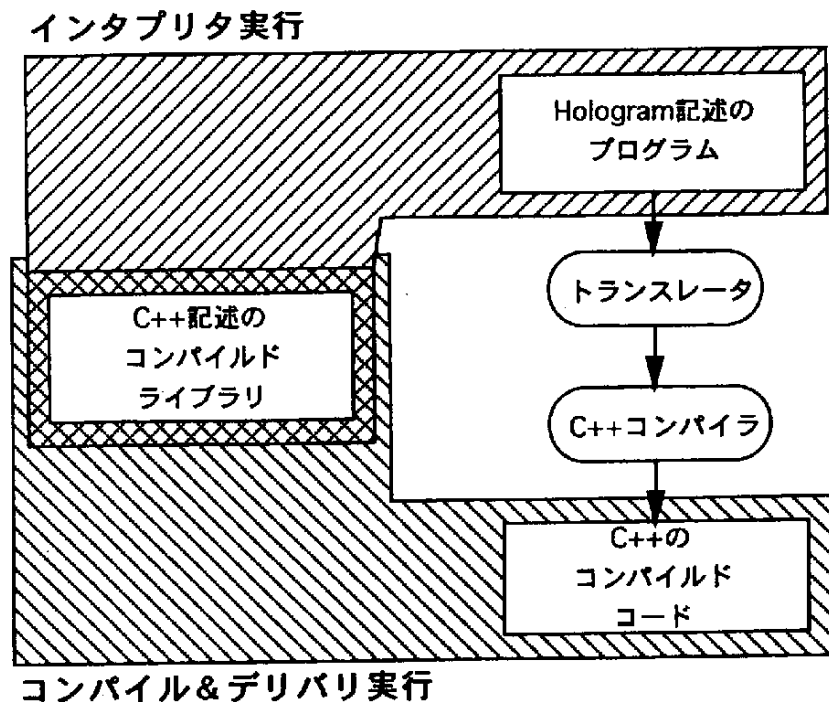 インタプリタ実行
Hologram記述の
プログラム
トランスレータ
C++記述の
コンパイルド
ライブラリ
C++コンパイラ
C++の
コンパイルド
コード
コンパイル&デリバリ実行